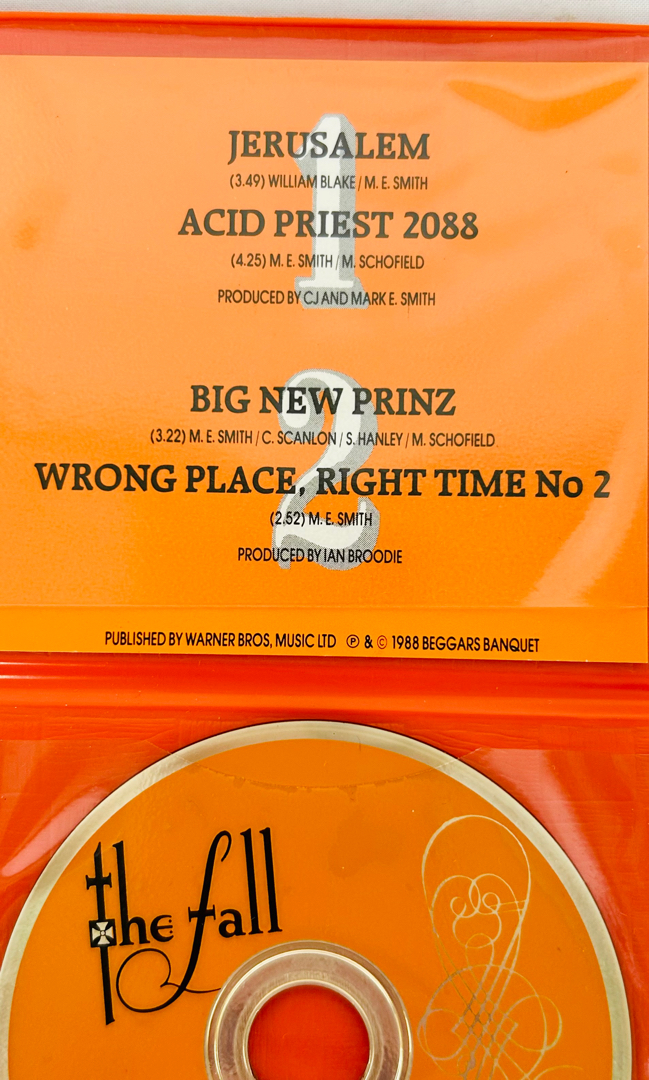 1
JERUSALEM
(3.49) WILLIAM BLAKE / M. E. SMITH
ACID PRIEST 2088
(4.25) M. E. SMITH / M. SCHOFIELD
PRODUCED BY CJ AND MARK E. SMITH
2
BIG NEW PRINZ
(3.22) M. E. SMITH / C. SCANLON / S. HANLEY / M. SCHOFIELD
WRONG PLACE, RIGHT TIME No 2
(2.52) M. E. SMITH
PRODUCED BY IAN BROODIE
PUBLISHED BY WARNER BROS, MUSIC LTD ℗ & © 1988 BEGGARS BANQUET
the fall